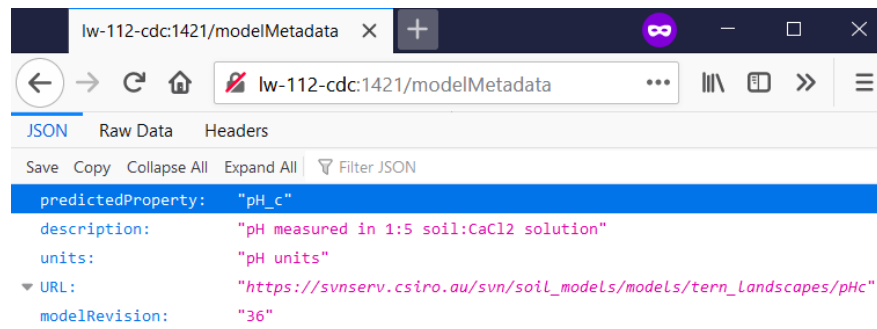 lw-112-cdc:1421/modelMetadata
lw-112-cdc:1421/modelMetadata
JSON Raw Data Headers
Save Copy Collapse All Expand All Filter JSON
predictedProperty: "pH_c"
description: "pH measured in 1:5 soil:CaCl2 solution"
units: "pH units"
URL: "https://svnserv.csiro.au/svn/soil_models/models/tern_landscapes/pHc"
modelRevision: "36"